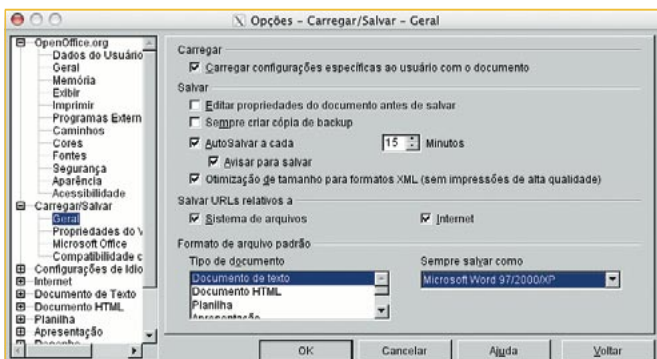 Opções – Carregar/Salvar – Geral
OpenOffice.org
Dados do Usuário
Geral
Memória
Exibir
Imprimir
Programas Extern
Caminhos
Cores
Fontes
Segurança
Aparência
Acessibilidade
Carregar/Salvar
Geral
Propriedades do V
Microsoft Office
Compatibilidade c
Configurações de Idio
Internet
Documento de Texto
Documento HTML
Planilha
Apresentação
Carregar
Carregar configurações específicas ao usuário com o documento
Salvar
Editar propriedades do documento antes de salvar
Sempre criar cópia de backup
AutoSalvar a cada 15 Minutos
Avisar para salvar
Otimização de tamanho para formatos XML (sem impressões de alta qualidade)
Salvar URLs relativos a
Sistema de arquivos Internet
Formato de arquivo padrão
Tipo de documento Sempre salvar como
Documento de texto Microsoft Word 97/2000/XP
Documento HTML
Planilha
Apresentação
OK Cancelar Ajuda Voltar